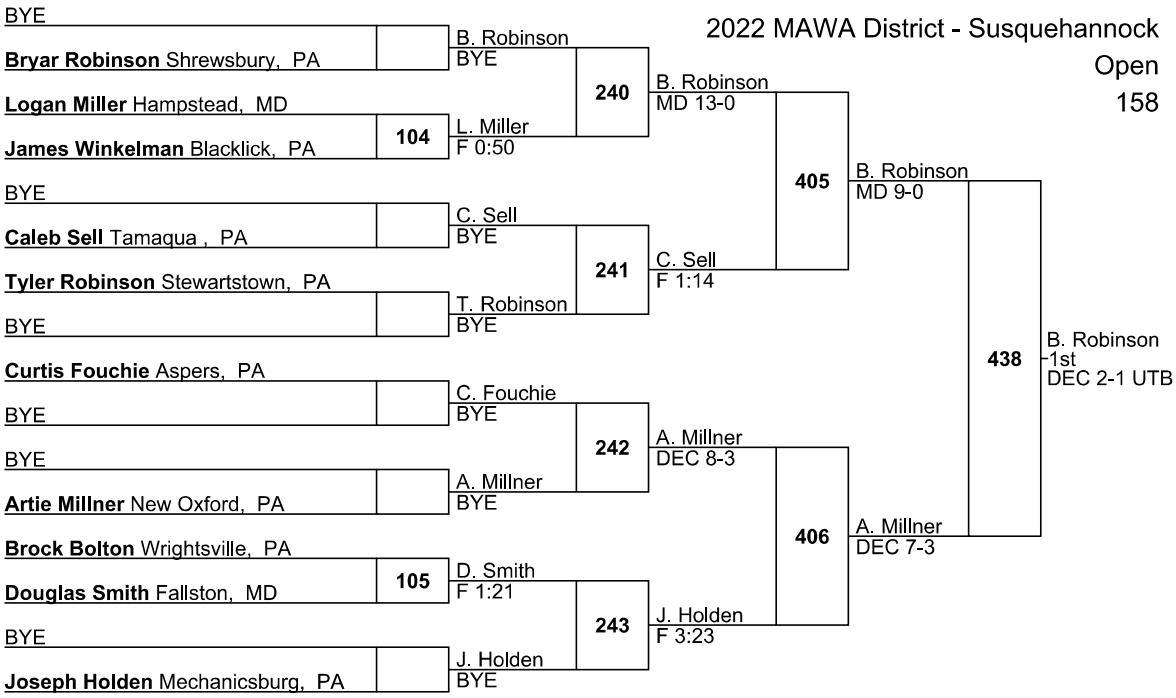 2022 MAWA District - Susquehannock
Open
158
BYE
Bryar Robinson Shrewsbury, PA
Logan Miller Hampstead, MD
104
James Winkelman Blacklick, PA
BYE
Caleb Sell Tamaqua , PA
Tyler Robinson Stewartstown, PA
BYE
Curtis Fouchie Aspers, PA
BYE
BYE
Artie Millner New Oxford, PA
Brock Bolton Wrightsville, PA
105
Douglas Smith Fallston, MD
BYE
Joseph Holden Mechanicsburg, PA
B. Robinson
BYE
240
L. Miller
F 0:50
C. Sell
BYE
241
T. Robinson
BYE
C. Fouchie
BYE
242
A. Millner
BYE
D. Smith
F 1:21
243
J. Holden
BYE
B. Robinson
MD 13-0
405
C. Sell
F 1:14
A. Millner
DEC 8-3
406
J. Holden
F 3:23
B. Robinson
MD 9-0
438
A. Millner
DEC 7-3
B. Robinson
1st
DEC 2-1 UTB